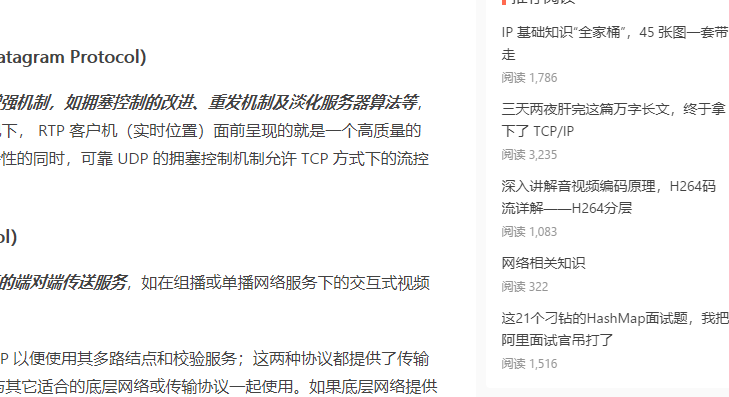 atagram Protocol)
强机制，如拥塞控制的改进、重发机制及淡化服务器算法等，
下， RTP 客户机（实时位置）面前呈现的就是一个高质量的
性的同时，可靠 UDP 的拥塞控制机制允许 TCP 方式下的流控
ol)
的端对端传送服务，如在组播或单播网络服务下的交互式视频
P 以便使用其多路结点和校验服务；这两种协议都提供了传输
与其它适合的底层网络或传输协议一起使用。如果底层网络提供
推荐阅读
IP 基础知识“全家桶”，45 张图一套带
走
阅读 1,786
三天两夜肝完这篇万字长文，终于拿
下了 TCP/IP
阅读 3,235
深入讲解音视频编码原理，H264码
流详解——H264分层
阅读 1,083
网络相关知识
阅读 322
这21个刁钻的HashMap面试题，我把
阿里面试官吊打了
阅读 1,516